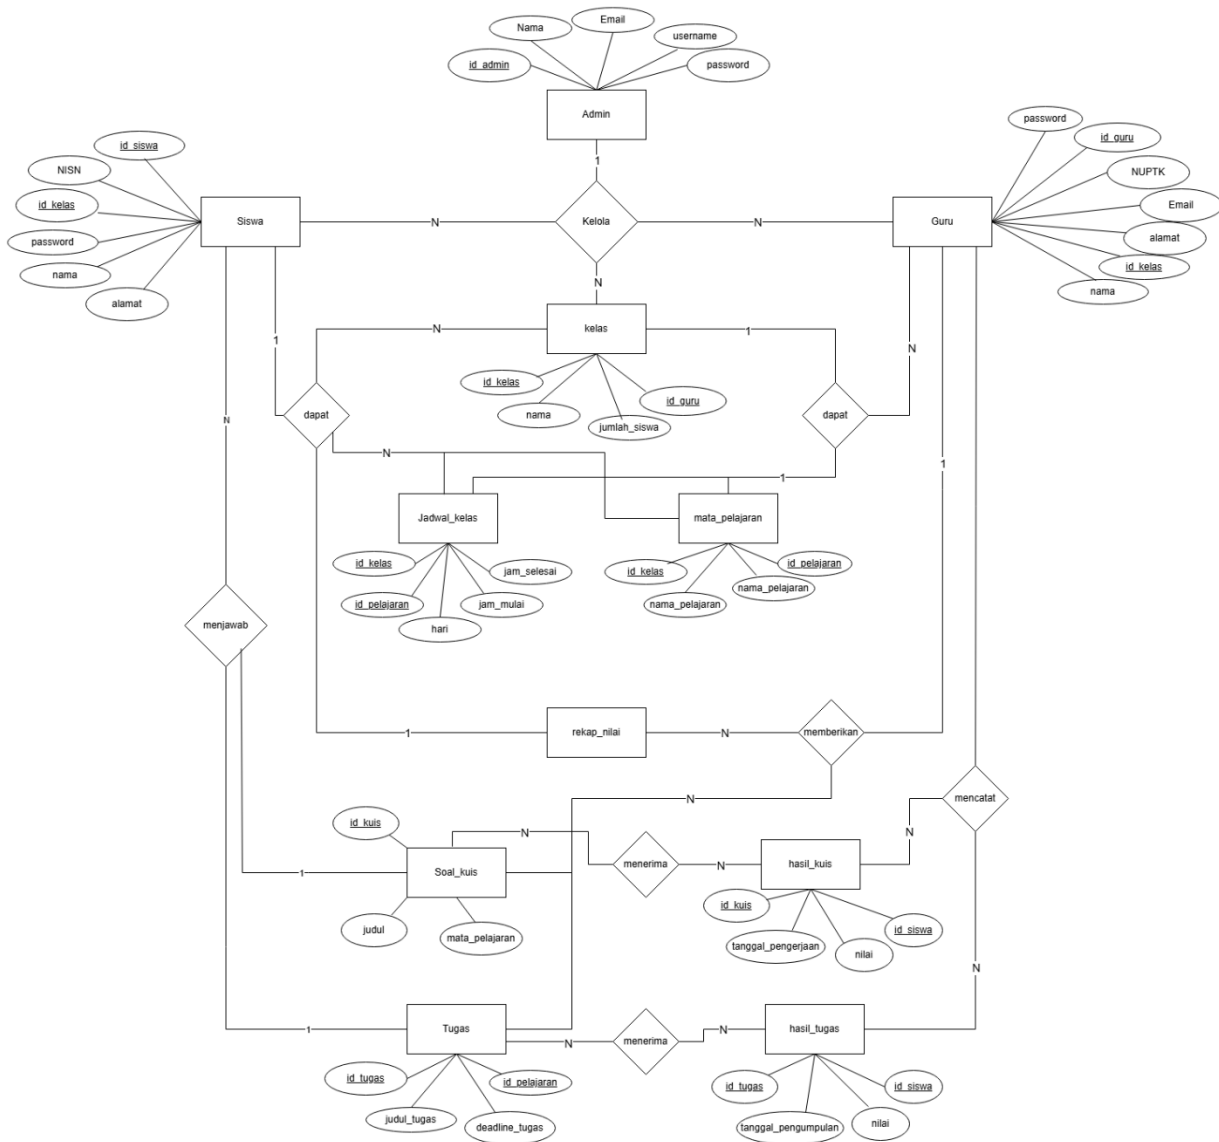 Nama
Email
username
id_admin
password
Admin
1
id_siswa
NISN
id_kelas
password
nama
alamat
Siswa
N
Kelola
N
Guru
password
id_guru
NUPTK
Email
alamat
id_kelas
nama
N
N
kelas
1
1
N
id_kelas
nama
jumlah_siswa
id_guru
dapat
dapat
N
N
1
1
Jadwal_kelas
mata_pelajaran
id_kelas
id_pelajaran
hari
jam_mulai
jam_selesai
id_kelas
nama_pelajaran
nama_pelajaran
id_pelajaran
menjawab
1
rekap_nilai
N
memberikan
N
mencatat
id_kuis
N
menerima
N
hasil_kuis
N
1
Soal_kuis
judul
mata_pelajaran
id_kuis
tanggal_pengerjaan
nilai
id_siswa
N
1
Tugas
N
menerima
N
hasil_tugas
id_tugas
judul_tugas
deadline_tugas
id_pelajaran
id_tugas
tanggal_pengumpulan
nilai
id_siswa